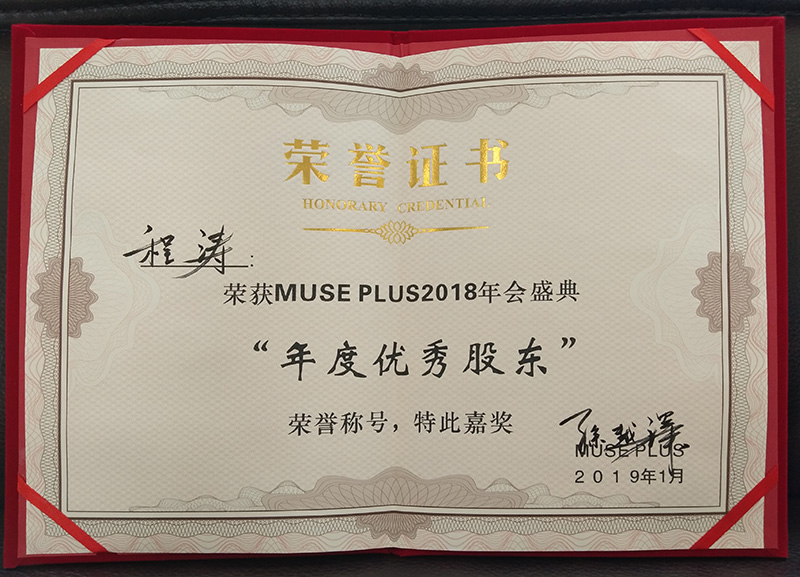 荣誉证书
HONORARY CREDENTIAL
程涛：
荣获MUSE PLUS2018年会盛典
“年度优秀股东”
荣誉称号，特此嘉奖
MUSE PLUS
2019年1月